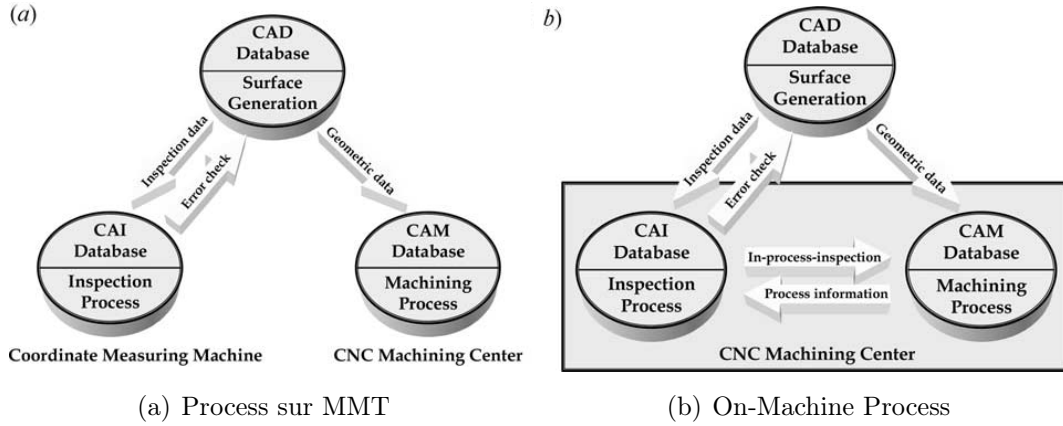 (a)
CAD
Database
Surface
Generation
Inspection data
Error check
Geometric data
CAI
Database
Inspection
Process
CAM
Database
Machining
Process
Coordinate Measuring Machine
CNC Machining Center
(a) Process sur MMT
b)
CAD
Database
Surface
Generation
Inspection data
Error check
Geometric data
CAI
Database
Inspection
Process
In-process-inspection
Process information
CAM Database
Machining
Process
CNC Machining Center
(b) On-Machine Process